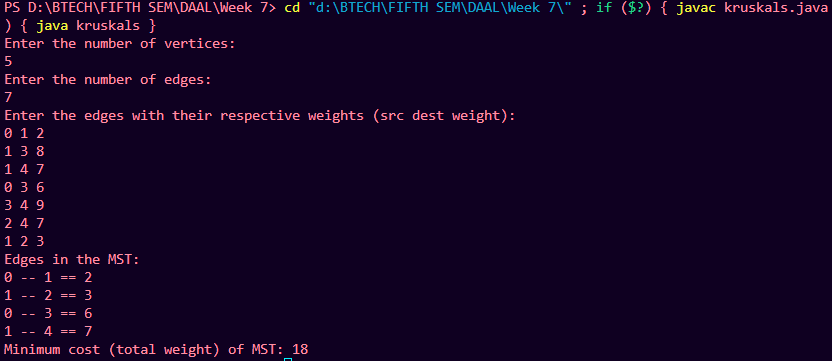 PS D:\BTECH\FIFTH SEM\DAAL\Week 7> cd "d:\BTECH\FIFTH SEM\DAAL\Week 7\" ; if ($?) { javac kruskals.java
) { java kruskals }
Enter the number of vertices:
5
Enter the number of edges:
7
Enter the edges with their respective weights (src dest weight):
0 1 2
1 3 8
1 4 7
0 3 6
3 4 9
2 4 7
1 2 3
Edges in the MST:
0 -- 1 == 2
1 -- 2 == 3
0 -- 3 == 6
1 -- 4 == 7
Minimum cost (total weight) of MST: 18